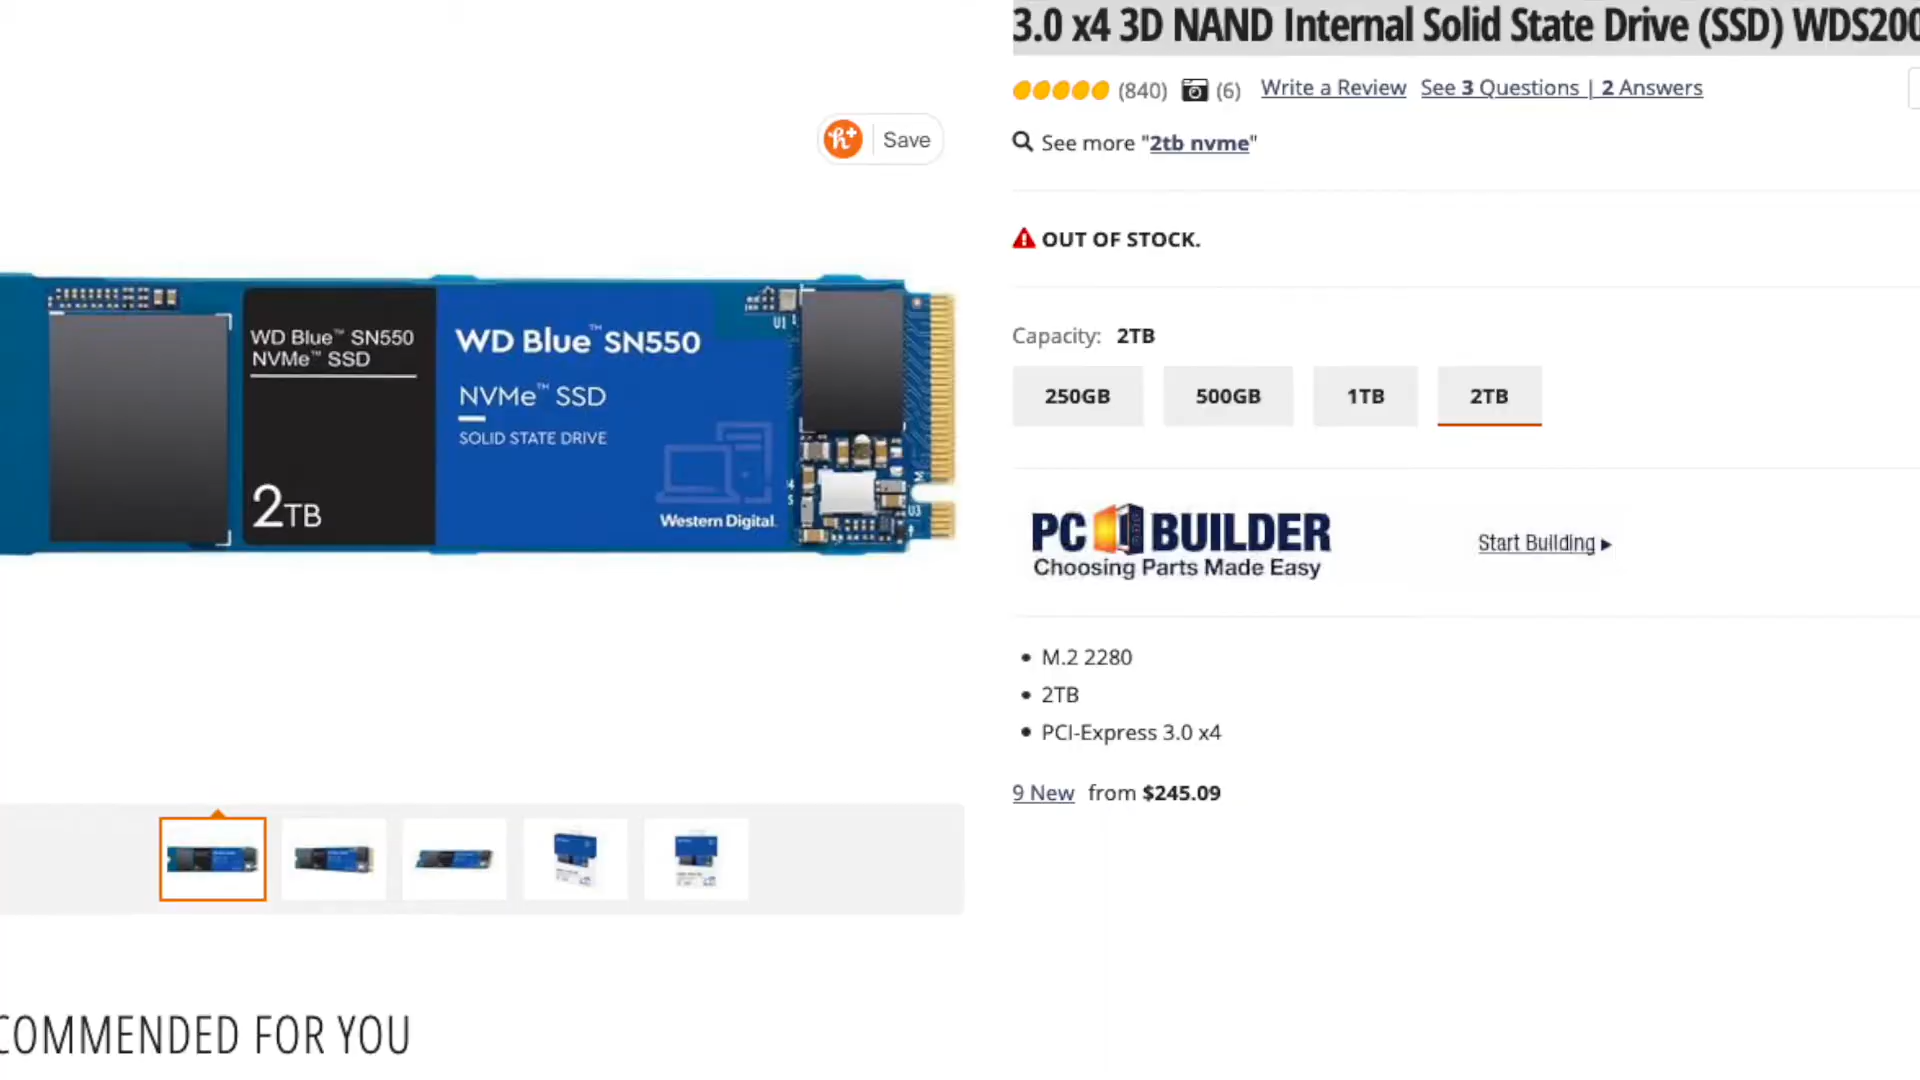 3.0 x4 3D NAND Internal Solid State Drive (SSD) WDS200
(840) (6) Write a Review See 3 Questions | 2 Answers
h+ Save
See more "2tb nvme"
OUT OF STOCK.
WD Blue™ SN550
NVMe™ SSD
2TB
WD Blue™ SN550
NVMe™ SSD
SOLID STATE DRIVE
Western Digital
U1
U3
M
Capacity: 2TB
250GB 500GB 1TB 2TB
PC BUILDER
Choosing Parts Made Easy
Start Building
M.2 2280
2TB
PCI-Express 3.0 x4
9 New from $245.09
COMMENDED FOR YOU